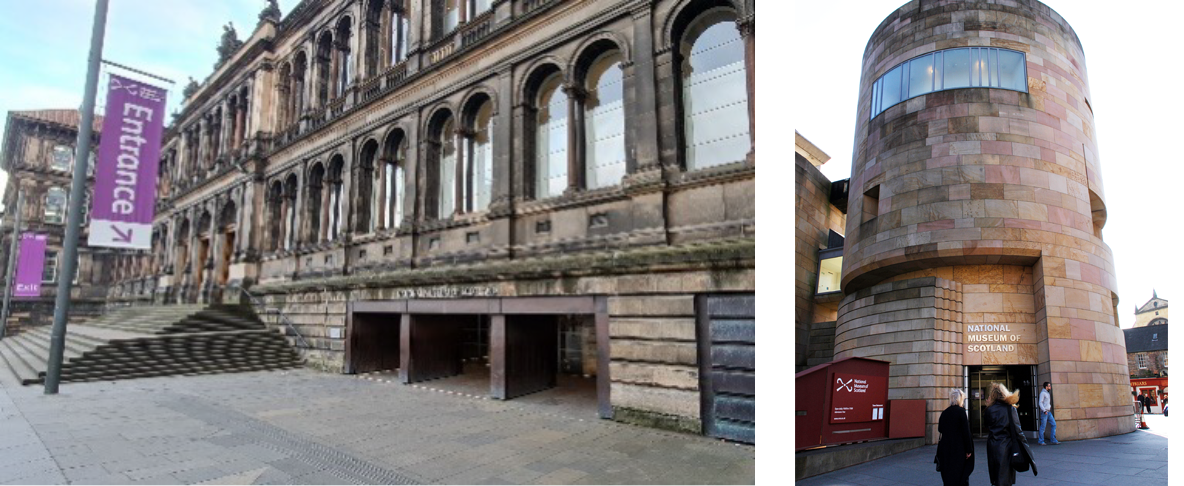 Entrance
Exit
NATIONAL
MUSEUM OF
SCOTLAND
National
Museum of
Scotland